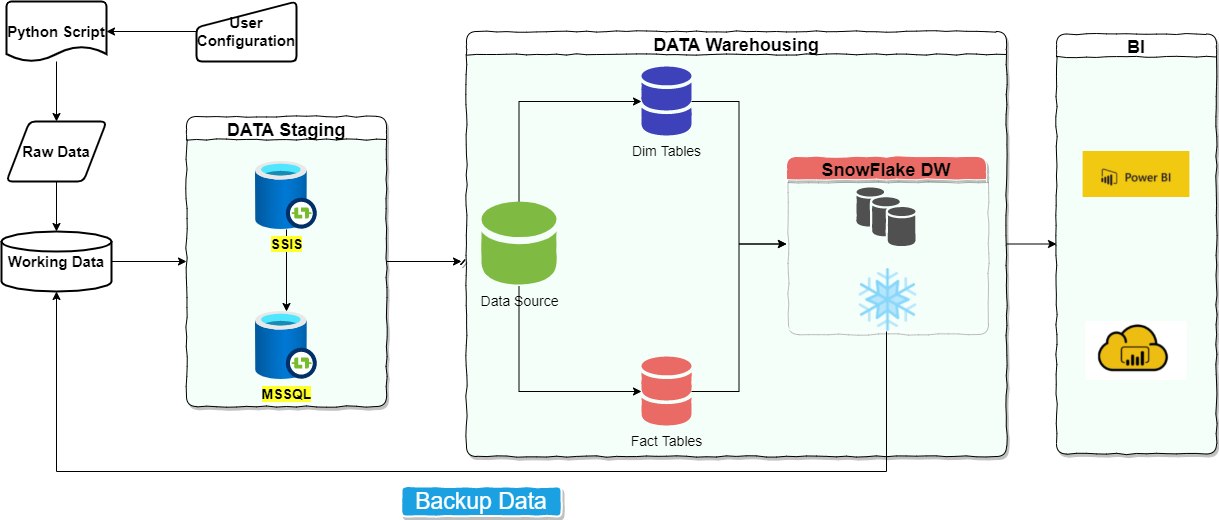 User
Configuration
Python Script
Raw Data
Working Data
DATA Staging
SSIS
MSSQL
DATA Warehousing
Dim Tables
Data Source
Fact Tables
SnowFlake DW
BI
Power BI
Backup Data